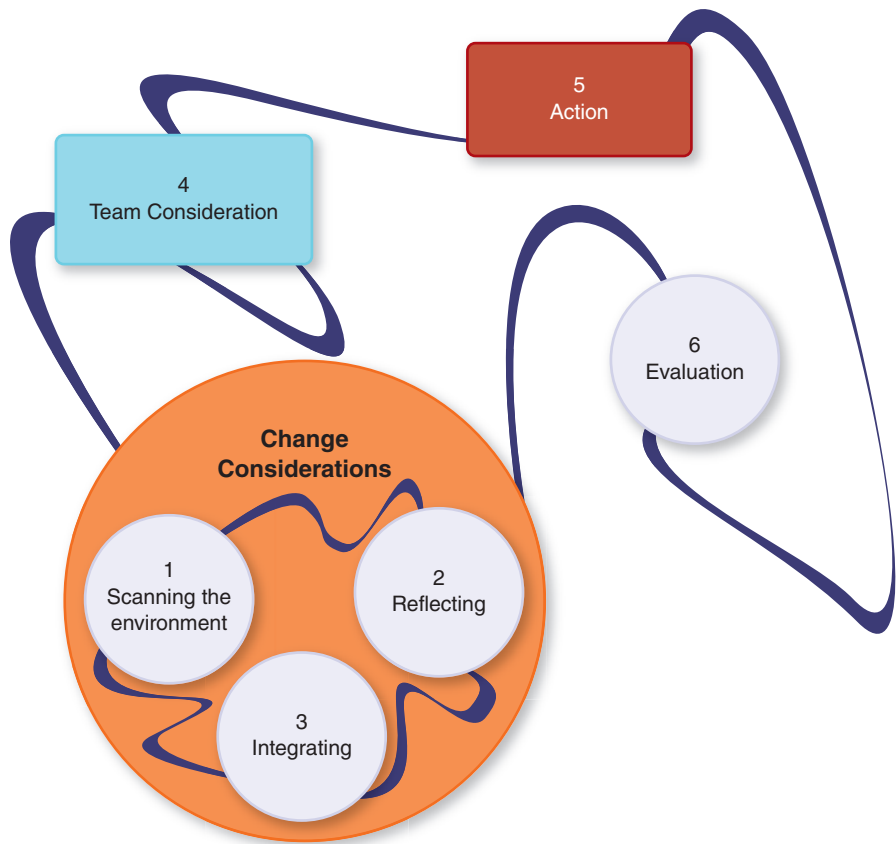 5
Action
4
Team Consideration
6
Evaluation
Change
Considerations
1
Scanning the
environment
2
Reflecting
3
Integrating